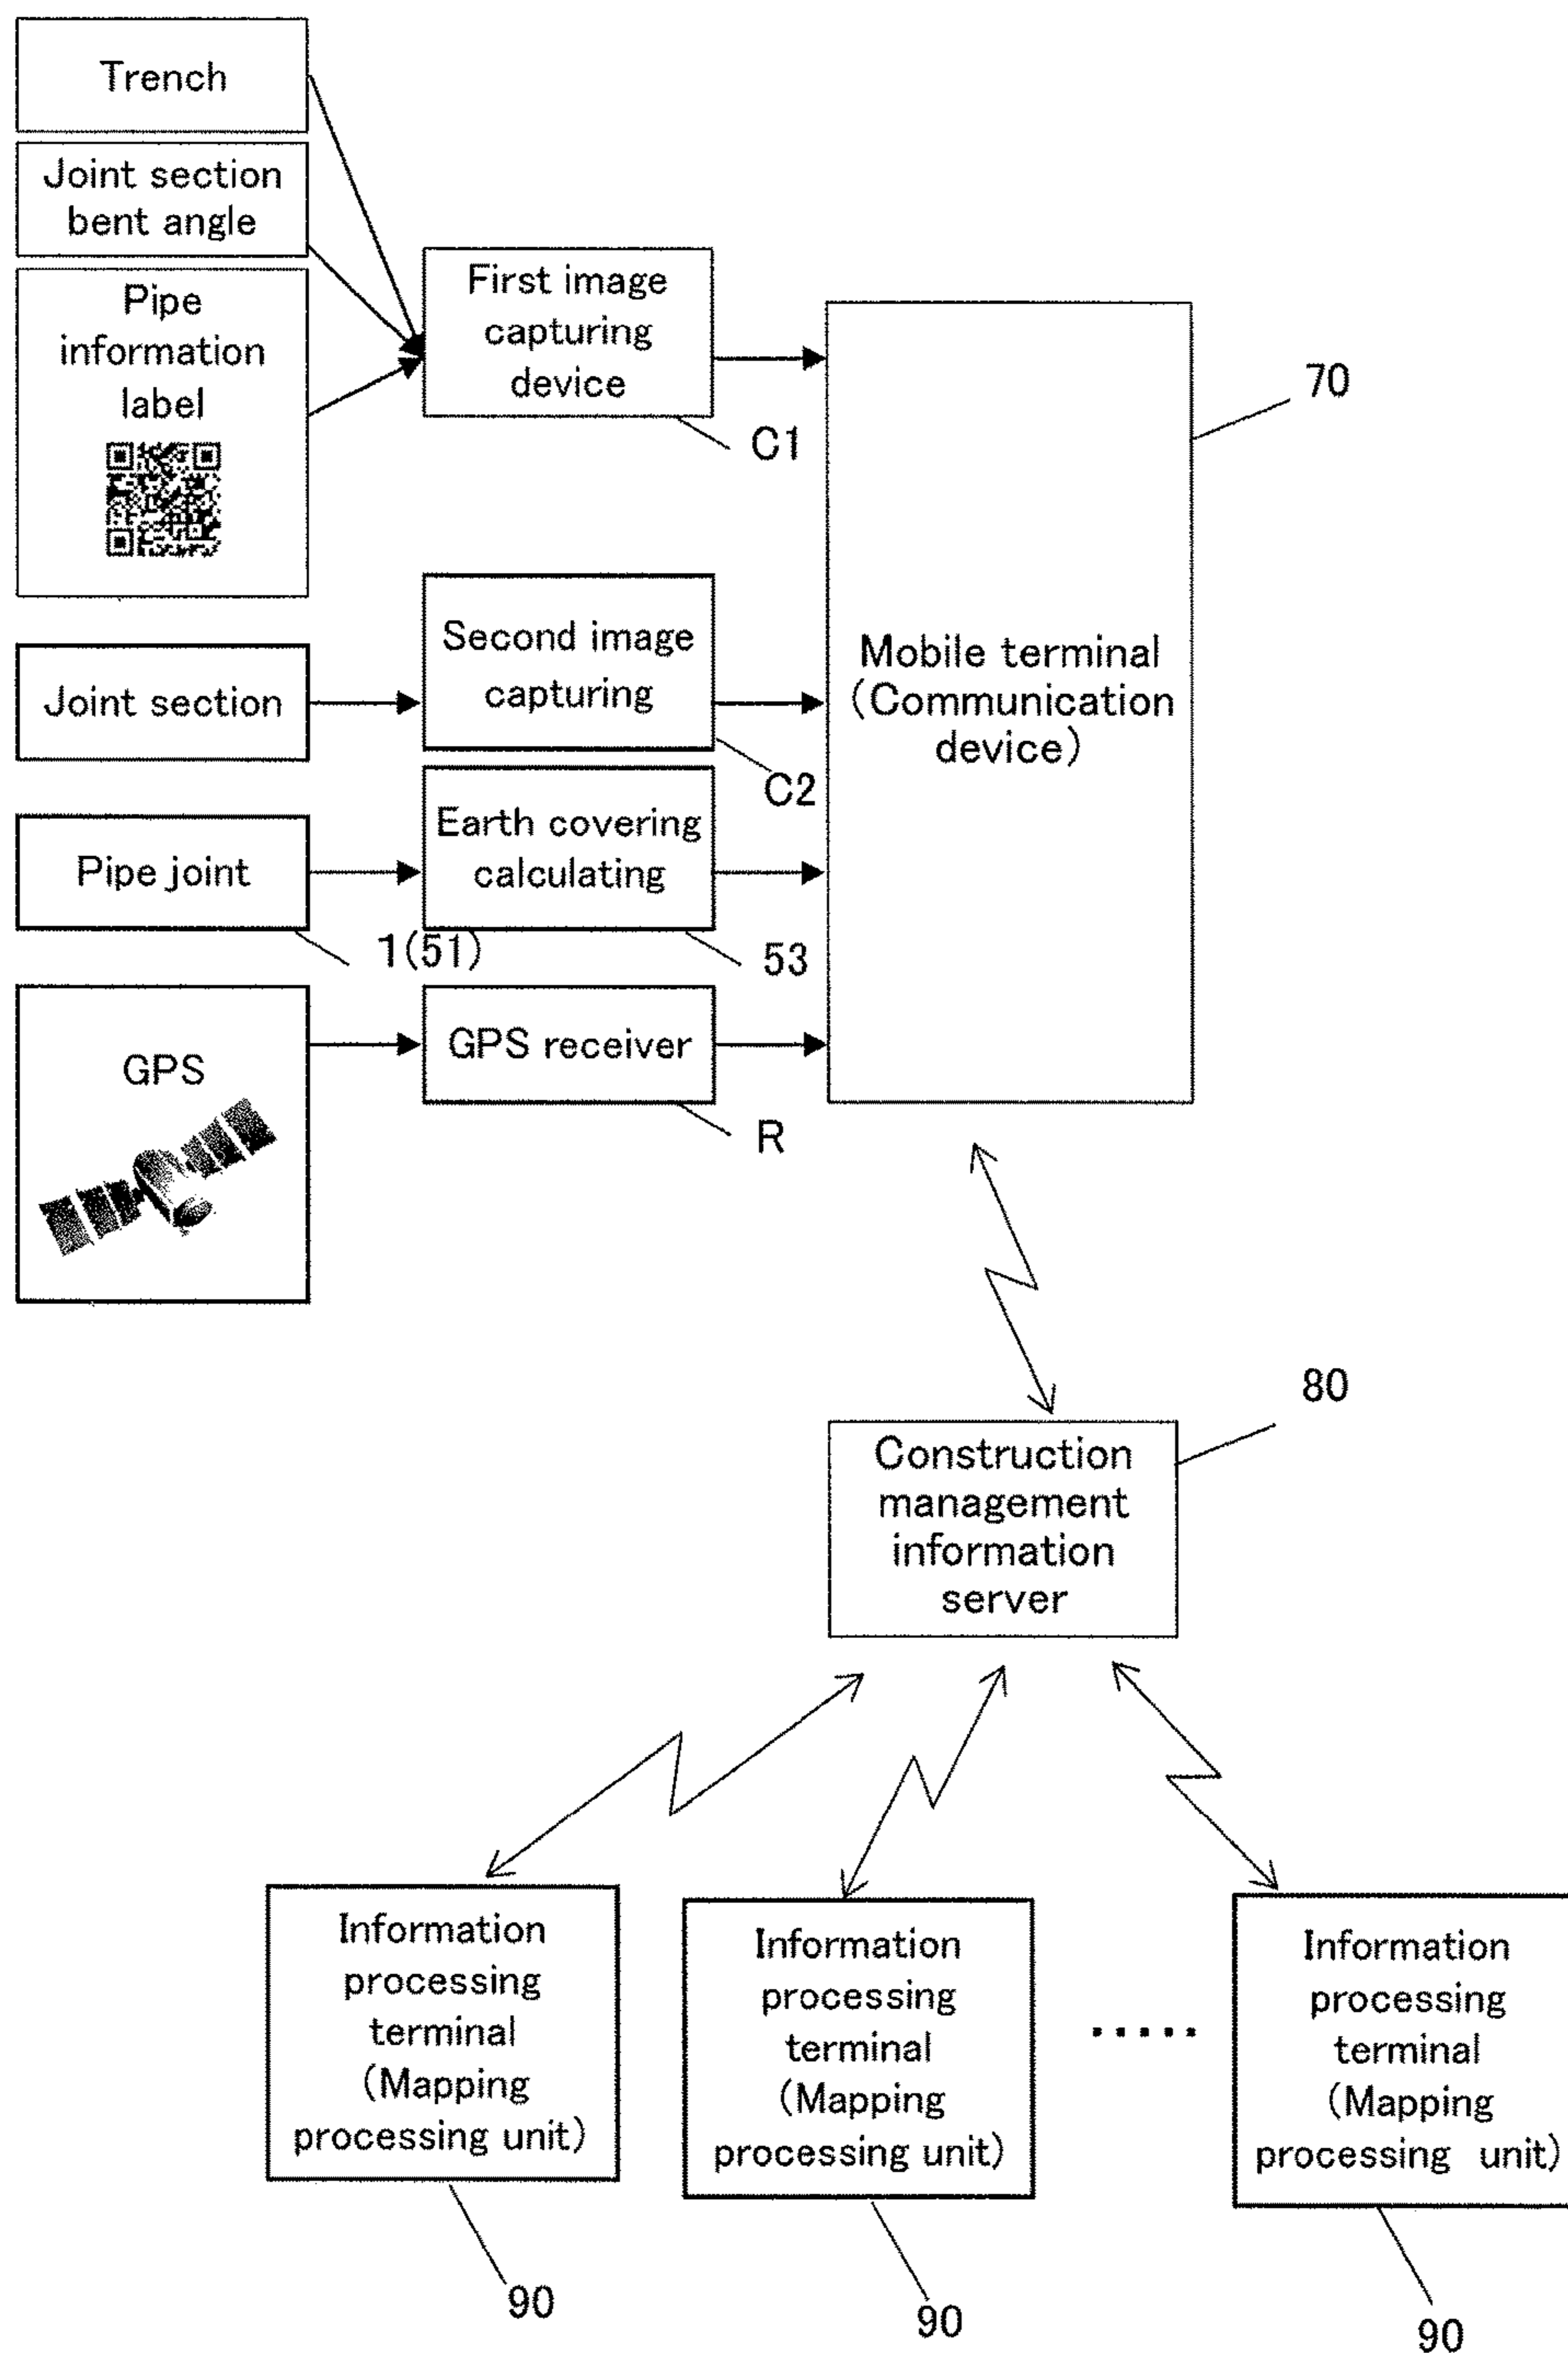 Trench
Joint section
bent angle
Pipe
information
label
First image
capturing
device
C1
70
Joint section
Second image
capturing
C2
Mobile terminal
(Communication
device)
Pipe joint
1(51)
Earth covering
calculating
53
GPS
GPS receiver
R
80
Construction
management
information
server
Information
processing
terminal
(Mapping
processing unit)
90
Information
processing
terminal
(Mapping
processing unit)
90
.....
Information
processing
terminal
(Mapping
processing unit)
90